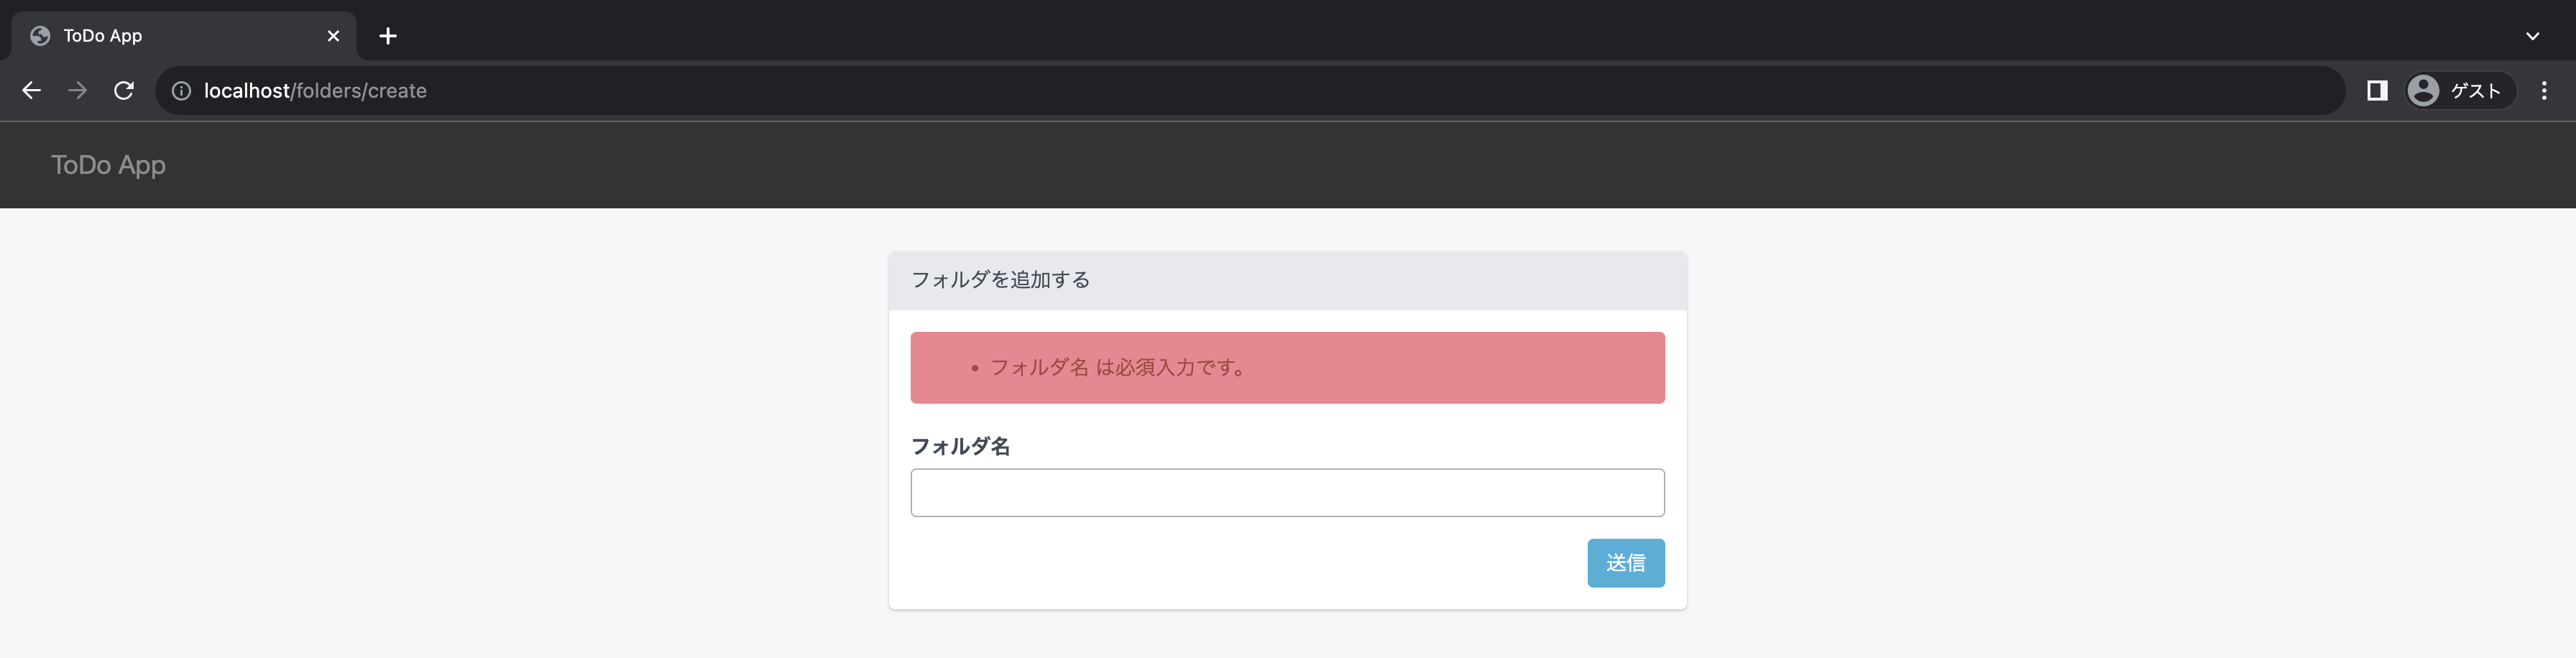 ToDo App
localhost/folders/create
ゲスト
ToDo App
フォルダを追加する
• フォルダ名 は必須入力です。
フォルダ名
送信